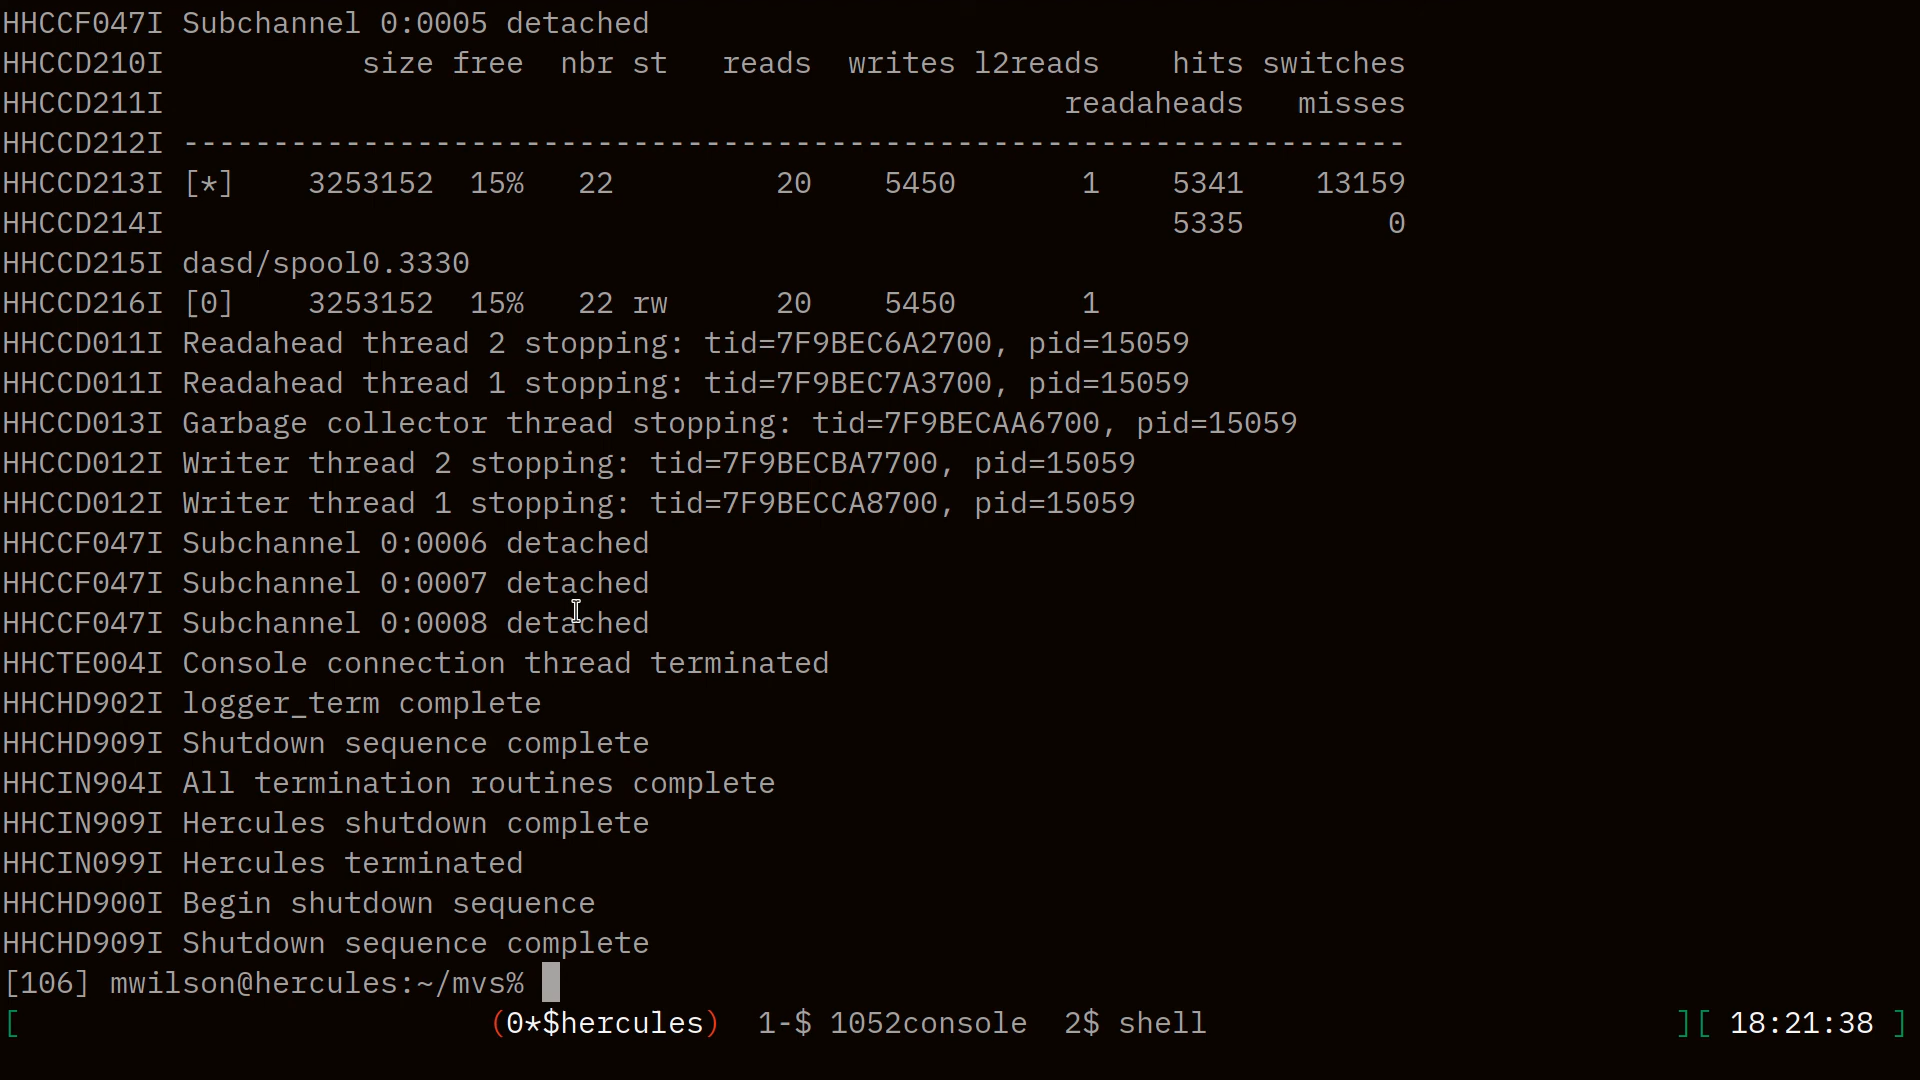 HHCCF047I Subchannel 0:0005 detached
HHCCD210I           size free  nbr st   reads  writes l2reads    hits switches
HHCCD211I                                                  readaheads   misses
HHCCD212I --------------------------------------------------------------------
HHCCD213I [*]    3253152  15%   22         20    5450       1    5341    13159
HHCCD214I                                                        5335        0
HHCCD215I dasd/spool0.3330
HHCCD216I [0]    3253152  15%   22 rw      20    5450       1
HHCCD011I Readahead thread 2 stopping: tid=7F9BEC6A2700, pid=15059
HHCCD011I Readahead thread 1 stopping: tid=7F9BEC7A3700, pid=15059
HHCCD013I Garbage collector thread stopping: tid=7F9BECAA6700, pid=15059
HHCCD012I Writer thread 2 stopping: tid=7F9BECBA7700, pid=15059
HHCCD012I Writer thread 1 stopping: tid=7F9BECCA8700, pid=15059
HHCCF047I Subchannel 0:0006 detached
HHCCF047I Subchannel 0:0007 detached
HHCCF047I Subchannel 0:0008 detached
HHCTE004I Console connection thread terminated
HHCHD902I logger_term complete
HHCHD909I Shutdown sequence complete
HHCIN904I All termination routines complete
HHCIN909I Hercules shutdown complete
HHCIN099I Hercules terminated
HHCHD900I Begin shutdown sequence
HHCHD909I Shutdown sequence complete
[106] mwilson@hercules:~/mvs%
[                          (0*$hercules)  1-$ 1052console  2$ shell                          ][ 18:21:38 ]